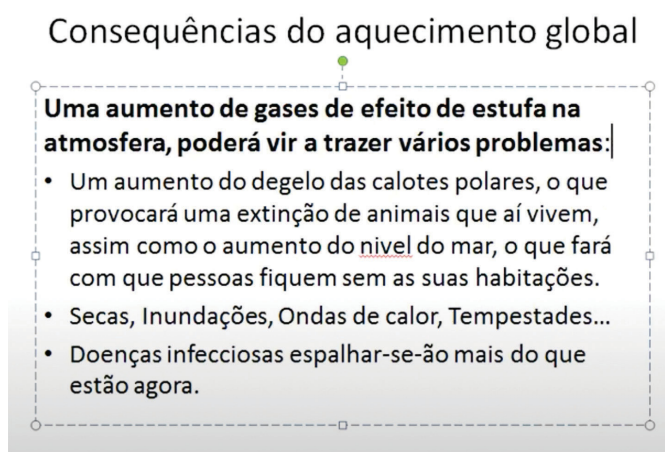 Consequências do aquecimento global
Uma aumento de gases de efeito de estufa na
atmosfera, poderá vir a trazer vários problemas:
• Um aumento do degelo das calotes polares, o que
provocará uma extinção de animais que aí vivem,
assim como o aumento do nivel do mar, o que fará
com que pessoas fiquem sem as suas habitações.
• Secas, Inundações, Ondas de calor, Tempestades...
• Doenças infecciosas espalhar-se-ão mais do que
estão agora.